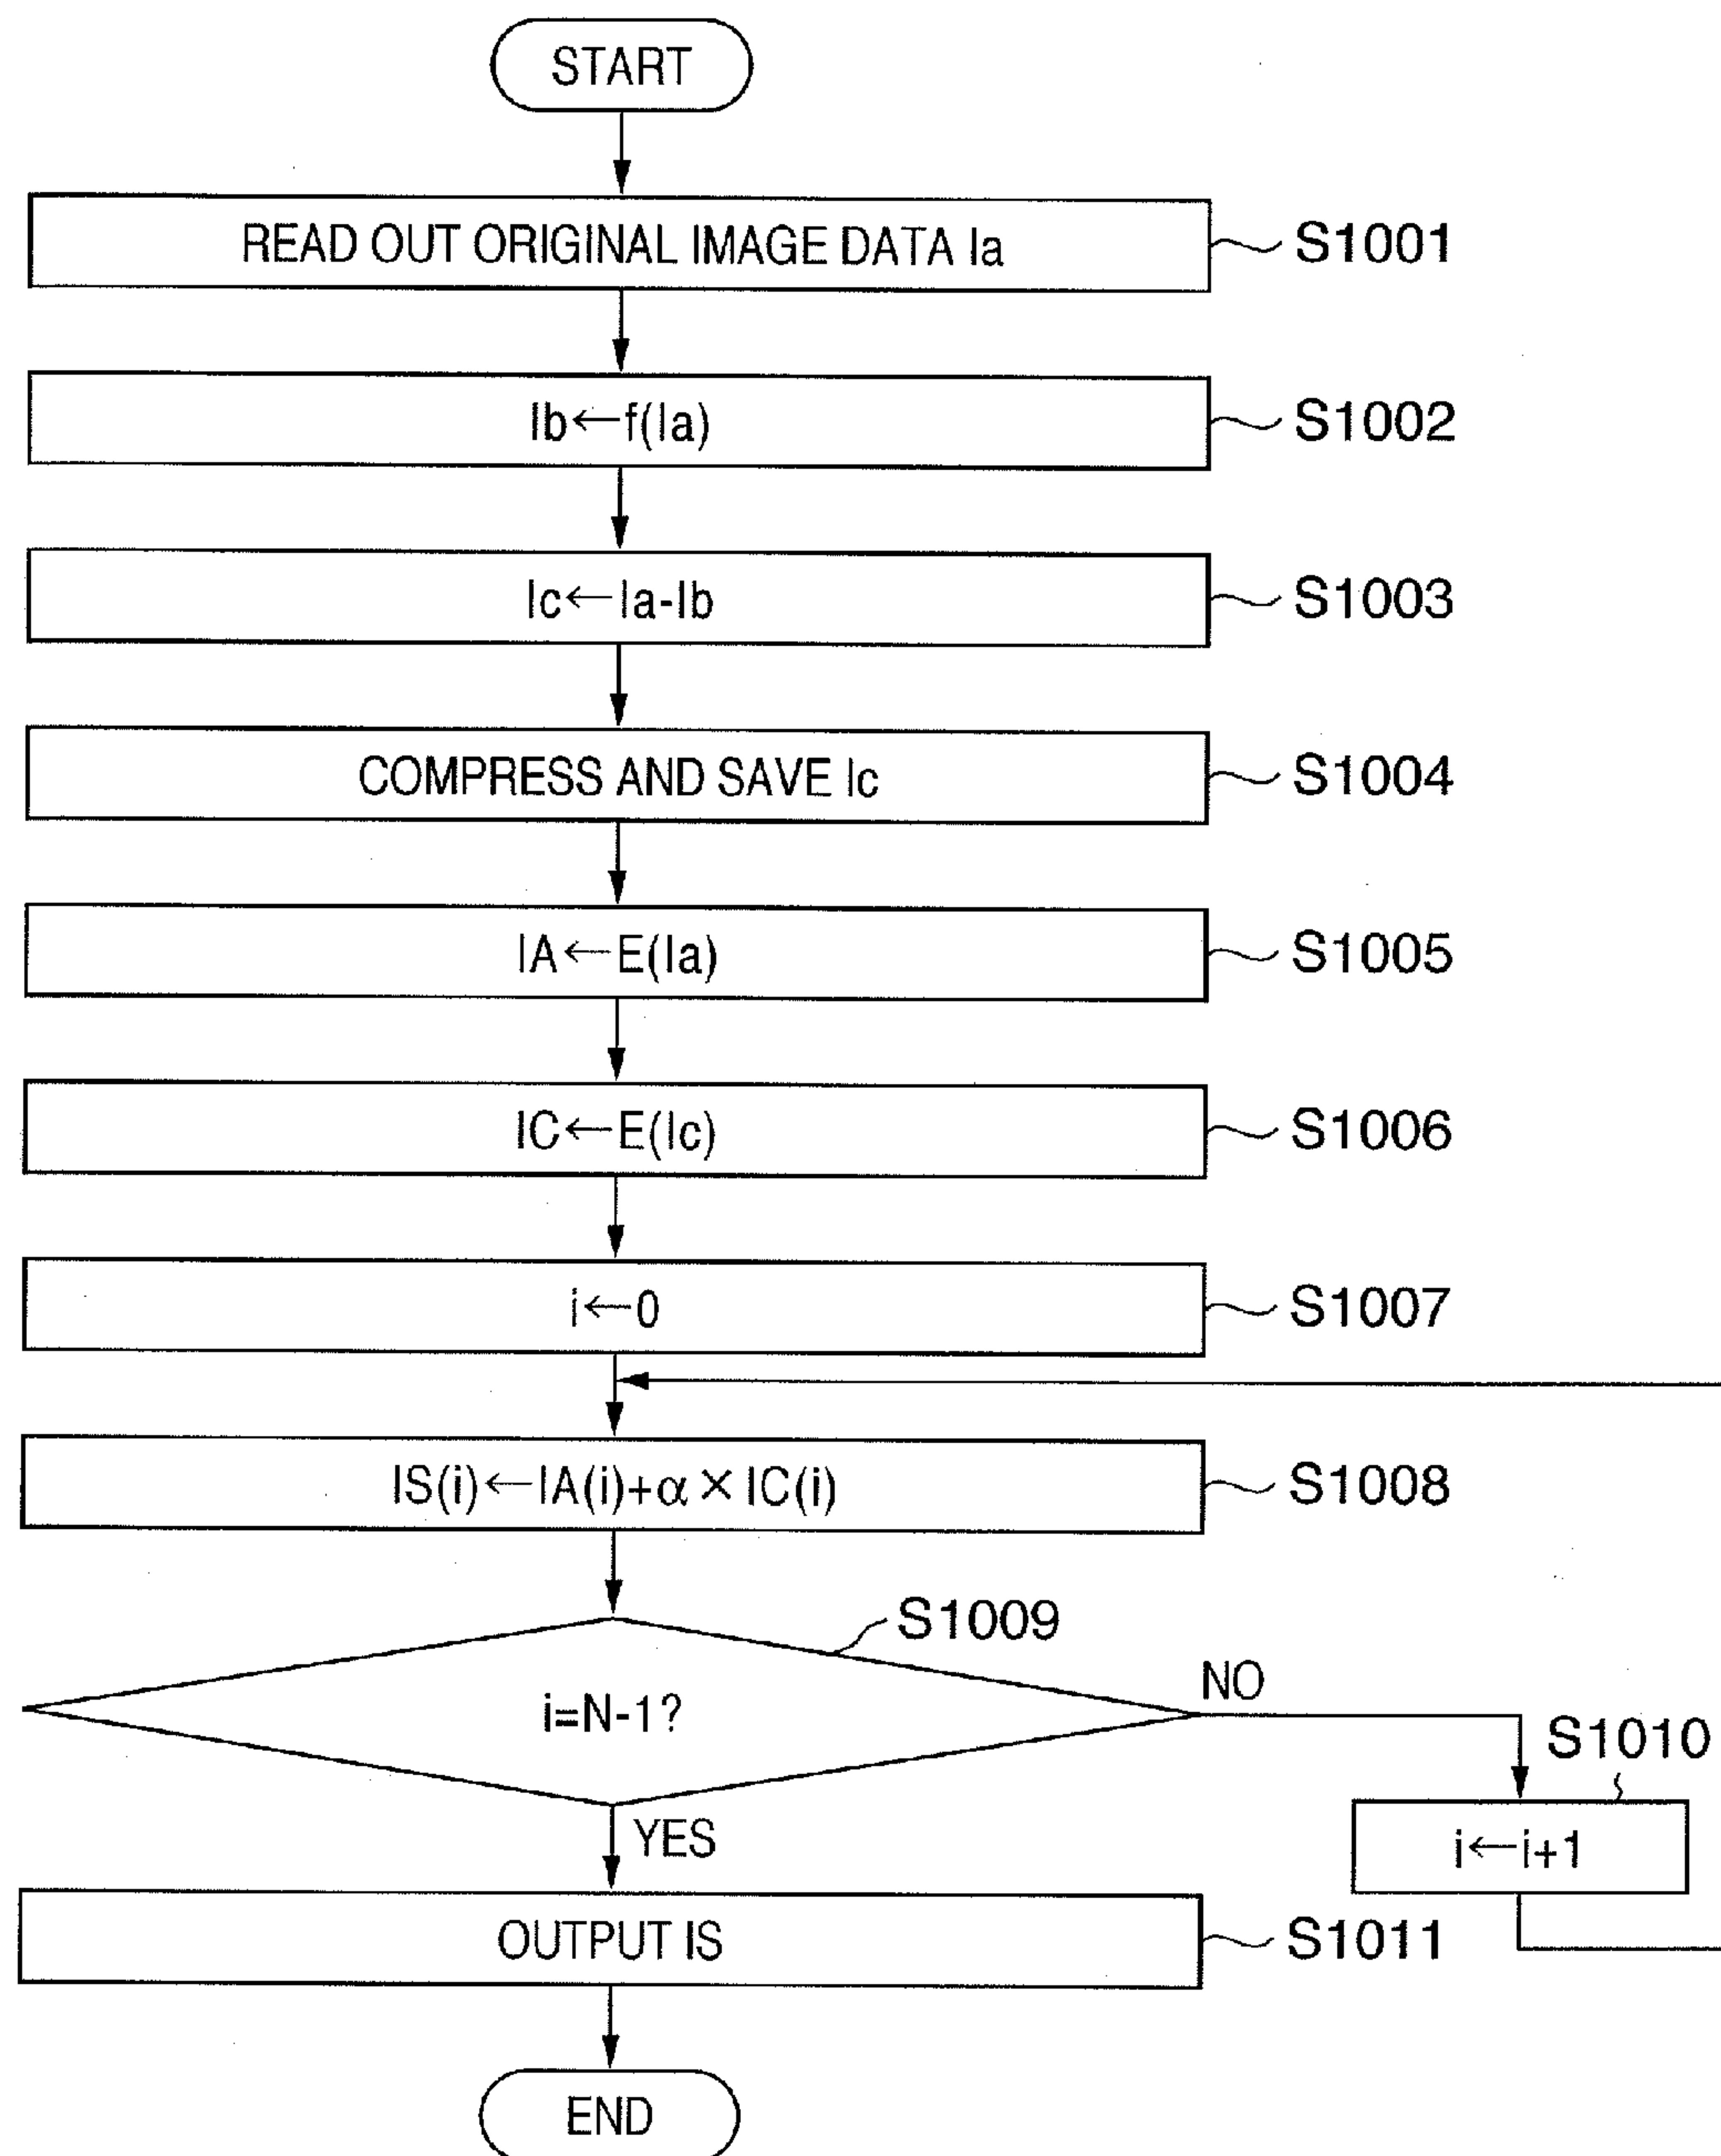 START
READ OUT ORIGINAL IMAGE DATA Ia
S1001
Ib←f(Ia)
S1002
Ic←Ia-Ib
S1003
COMPRESS AND SAVE Ic
S1004
IA←E(Ia)
S1005
IC←E(Ic)
S1006
i←0
S1007
IS(i)←IA(i)+α×IC(i)
S1008
S1009
i=N-1?
NO
S1010
i←i+1
YES
OUTPUT IS
S1011
END